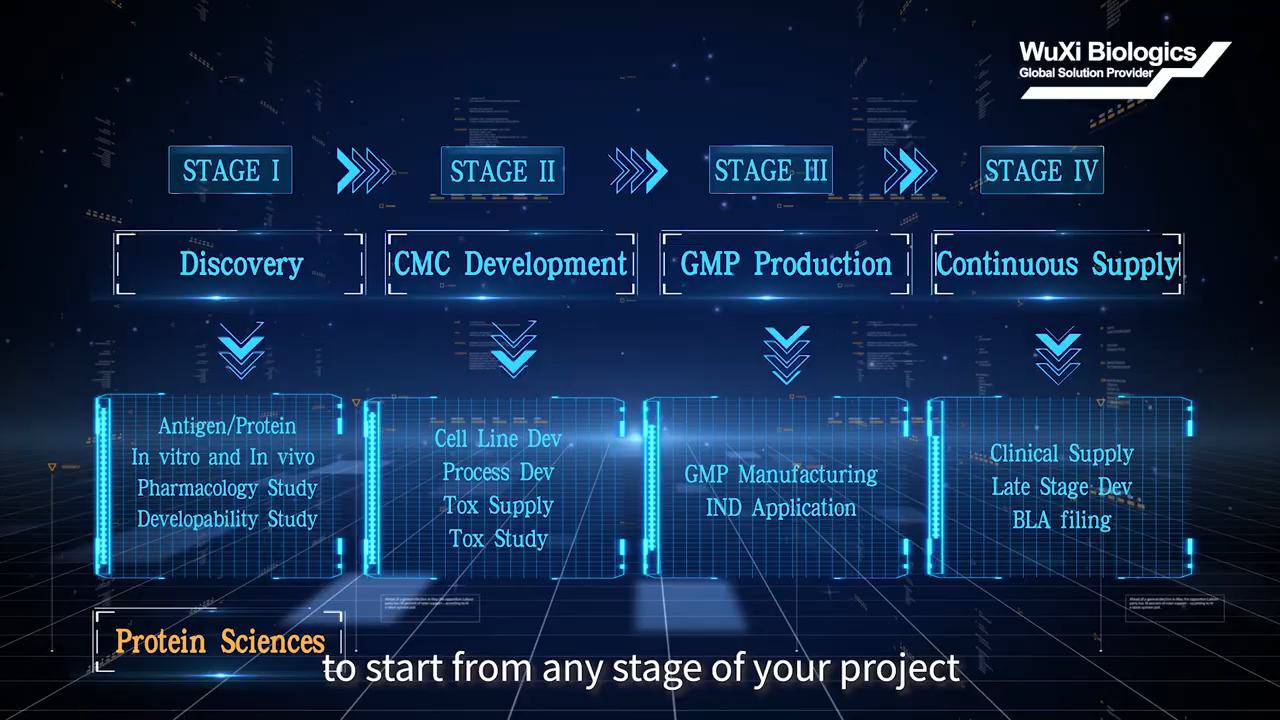 WuXi Biologics
Global Solution Provider
STAGE I
STAGE II
STAGE III
STAGE IV
Discovery
CMC Development
GMP Production
Continuous Supply
Antigen/Protein
In vitro and In vivo
Pharmacology Study
Developability Study
Cell Line Dev
Process Dev
Tox Supply
Tox Study
GMP Manufacturing
IND Application
Clinical Supply
Late Stage Dev
BLA filing
Protein Sciences
to start from any stage of your project